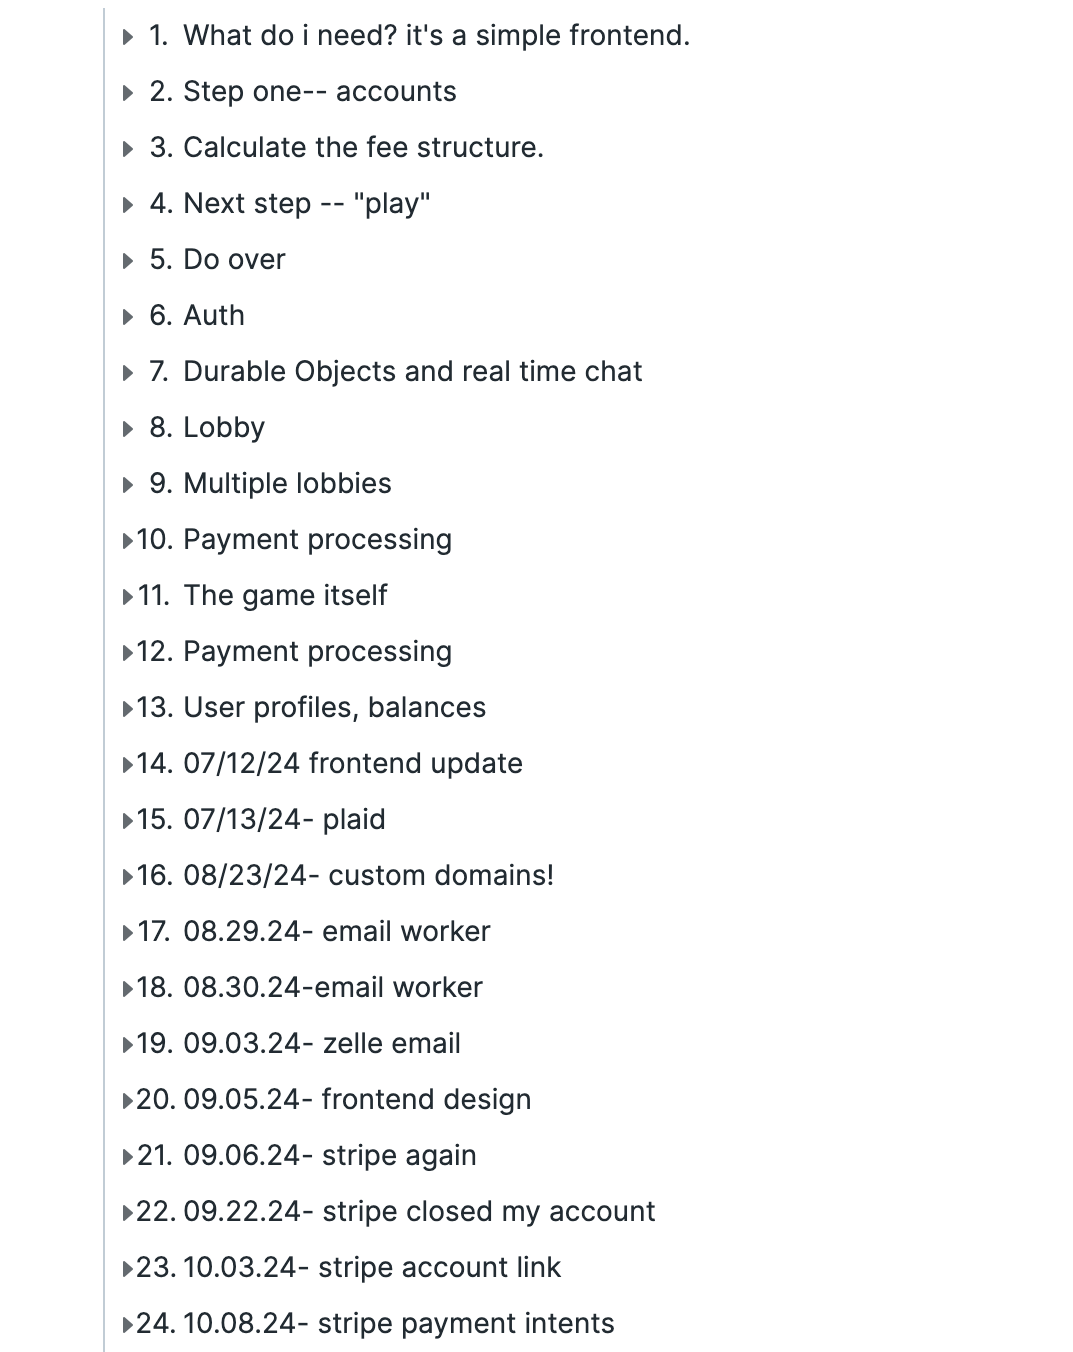 1. What do i need? it's a simple frontend.
2. Step one-- accounts
3. Calculate the fee structure.
4. Next step -- "play"
5. Do over
6. Auth
7. Durable Objects and real time chat
8. Lobby
9. Multiple lobbies
10. Payment processing
11. The game itself
12. Payment processing
13. User profiles, balances
14. 07/12/24 frontend update
15. 07/13/24- plaid
16. 08/23/24- custom domains!
17. 08.29.24- email worker
18. 08.30.24-email worker
19. 09.03.24- zelle email
20. 09.05.24- frontend design
21. 09.06.24- stripe again
22. 09.22.24- stripe closed my account
23. 10.03.24- stripe account link
24. 10.08.24- stripe payment intents